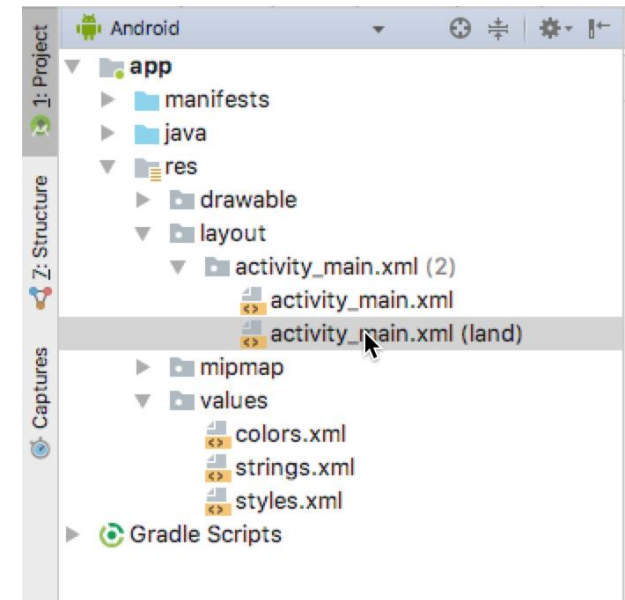 Android
1: Project
7: Structure
Captures
app
manifests
java
res
drawable
layout
activity_main.xml (2)
activity_main.xml
activity_main.xml (land)
mipmap
values
colors.xml
strings.xml
styles.xml
Gradle Scripts